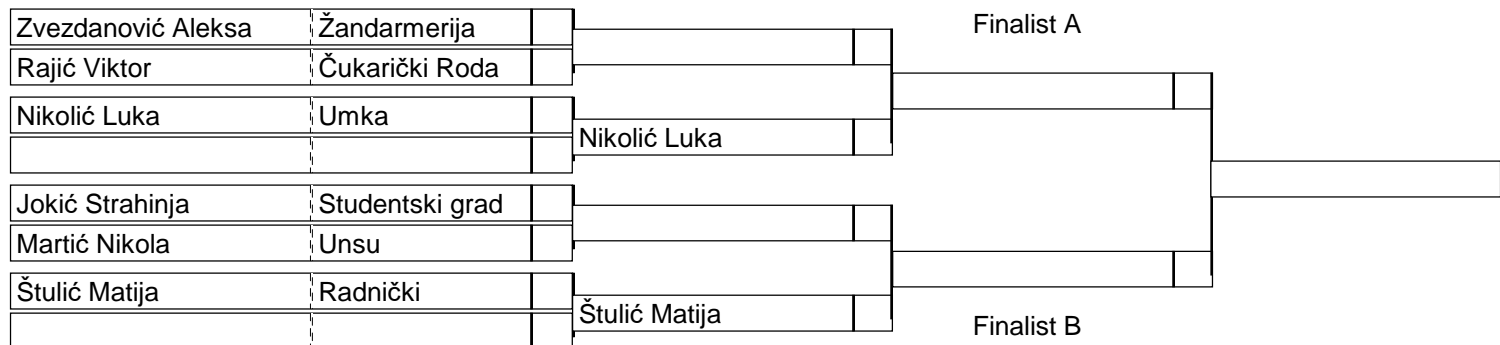 Zvezdanović Aleksa Žandarmerija
Finalist A
Rajić Viktor Čukarički Roda
Nikolić Luka Umka
Nikolić Luka
Jokić Strahinja Studentski grad
Martić Nikola Unsu
Štulić Matija Radnički
Štulić Matija
Finalist B